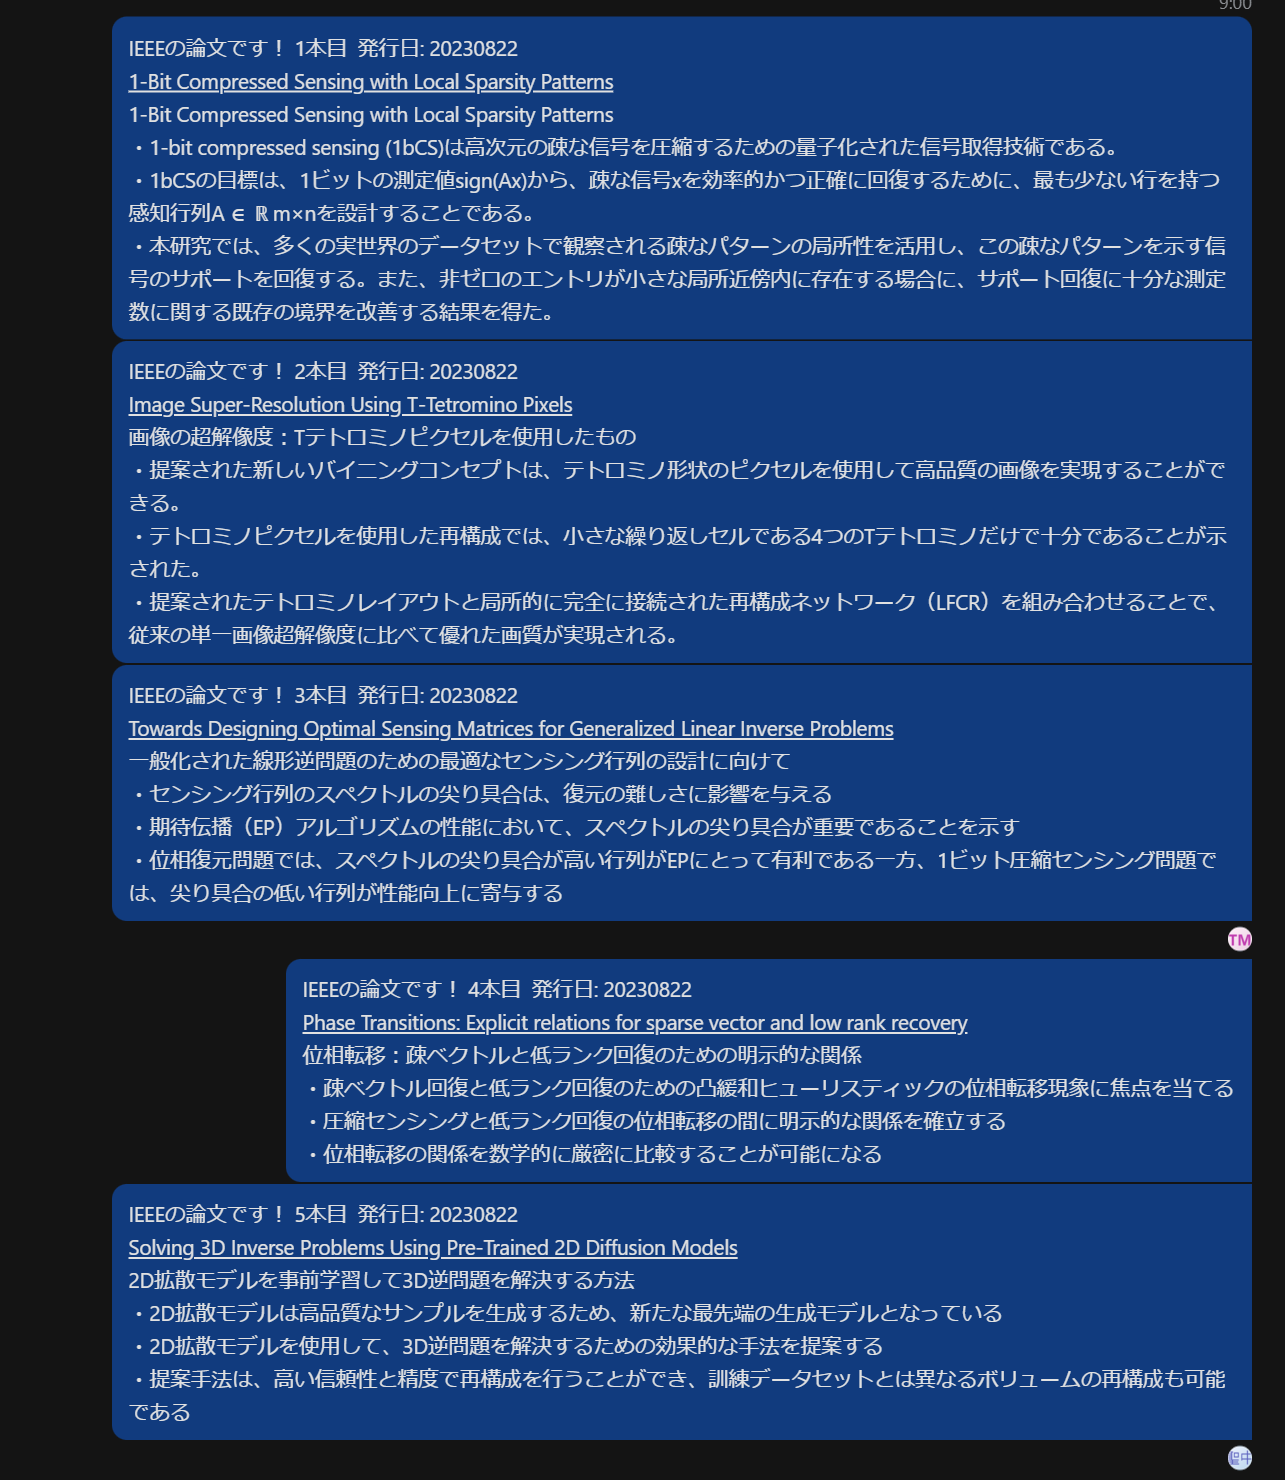 9:00
IEEEの論文です！ 1本目 発行日: 20230822
1-Bit Compressed Sensing with Local Sparsity Patterns
1-Bit Compressed Sensing with Local Sparsity Patterns
・1-bit compressed sensing (1bCS)は高次元の疎な信号を圧縮するための量子化された信号取得技術である。
・1bCSの目標は、1ビットの測定値sign(Ax)から、疎な信号xを効率的かつ正確に回復するために、最も少ない行を持つ
感知行列A ∈ ℝ m×nを設計することである。
・本研究では、多くの実世界のデータセットで観察される疎なパターンの局所性を活用し、この疎なパターンを示す信
号のサポートを回復する。また、非ゼロのエントリが小さな局所近傍内に存在する場合に、サポート回復に十分な測定
数に関する既存の境界を改善する結果を得た。
IEEEの論文です！ 2本目 発行日: 20230822
Image Super-Resolution Using T-Tetromino Pixels
画像の超解像度：Tテトロミノピクセルを使用したもの
・提案された新しいバイニングコンセプトは、テトロミノ形状のピクセルを使用して高品質の画像を実現することがで
きる。
・テトロミノピクセルを使用した再構成では、小さな繰り返しセルである4つのTテトロミノだけで十分であることが示
された。
・提案されたテトロミノレイアウトと局所的に完全に接続された再構成ネットワーク（LFCR）を組み合わせることで、
従来の単一画像超解像度に比べて優れた画質が実現される。
IEEEの論文です！ 3本目 発行日: 20230822
Towards Designing Optimal Sensing Matrices for Generalized Linear Inverse Problems
一般化された線形逆問題のための最適なセンシング行列の設計に向けて
・センシング行列のスペクトルの尖り具合は、復元の難しさに影響を与える
・期待伝播（EP）アルゴリズムの性能において、スペクトルの尖り具合が重要であることを示す
・位相復元問題では、スペクトルの尖り具合が高い行列がEPにとって有利である一方、1ビット圧縮センシング問題で
は、尖り具合の低い行列が性能向上に寄与する
TM
IEEEの論文です！ 4本目 発行日: 20230822
Phase Transitions: Explicit relations for sparse vector and low rank recovery
位相転移：疎ベクトルと低ランク回復のための明示的な関係
・疎ベクトル回復と低ランク回復のための凸緩和ヒューリスティックの位相転移現象に焦点を当てる
・圧縮センシングと低ランク回復の位相転移の間に明示的な関係を確立する
・位相転移の関係を数学的に厳密に比較することが可能になる
IEEEの論文です！ 5本目 発行日: 20230822
Solving 3D Inverse Problems Using Pre-Trained 2D Diffusion Models
2D拡散モデルを事前学習して3D逆問題を解決する方法
・2D拡散モデルは高品質なサンプルを生成するため、新たな最先端の生成モデルとなっている
・2D拡散モデルを使用して、3D逆問題を解決するための効果的な手法を提案する
・提案手法は、高い信頼性と精度で再構成を行うことができ、訓練データセットとは異なるボリュームの再構成も可能
である